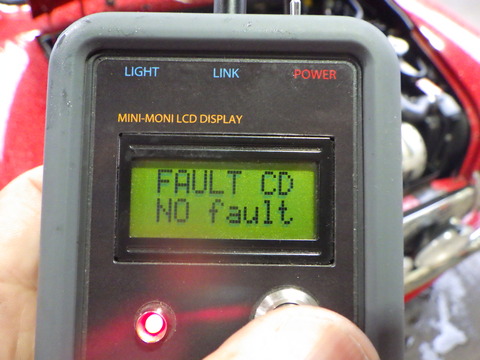 LIGHT LINK POWER
MINI-MONI LCD DISPLAY
FAULT CD
NO fault